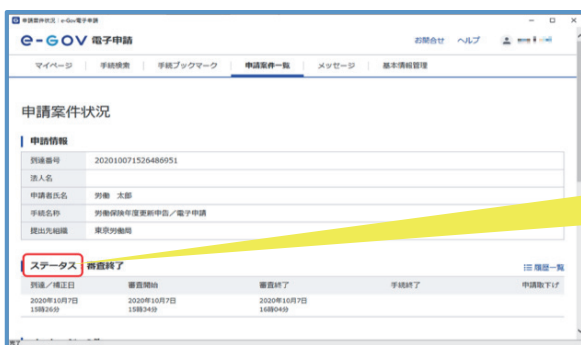 申請案件状況：e-Gov電子申請
e-GOV 電子申請
お問合せ ヘルプ
マイページ 手続検索 手続ブックマーク 申請案件一覧 メッセージ 基本情報管理
申請案件状況
申請情報
到達番号 202010071526486951
法人名
申請者氏名 労働 太郎
手続名称 労働保険年度更新申告／電子申請
提出先組織 東京労働局
ステータス 審査終了 履歴一覧
到達／補正日 審査開始 審査終了 手続終了 申請取下げ
2020年10月7日 2020年10月7日 2020年10月7日
15時26分 15時34分 16時04分
完了